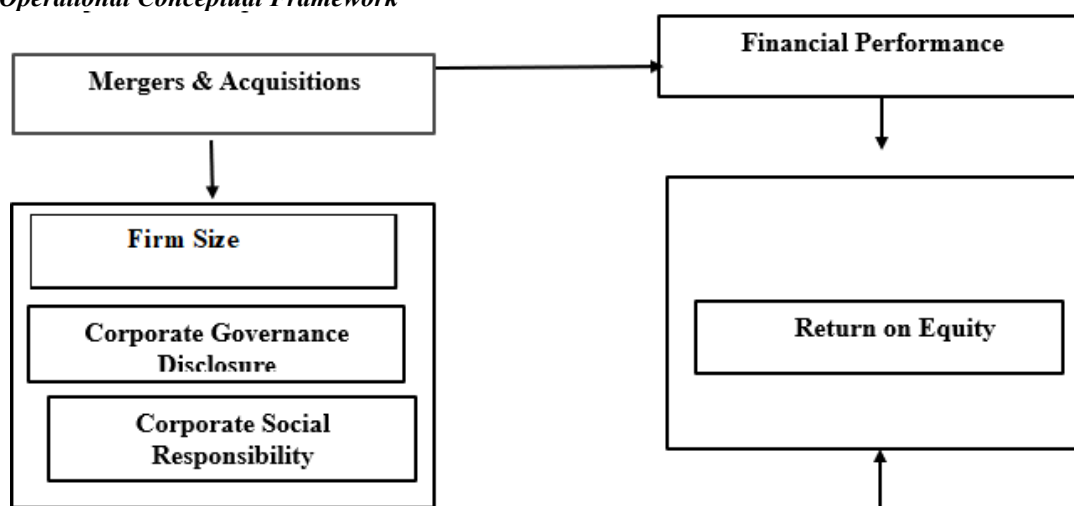 Operational Conceptual Framework
Financial Performance
Mergers & Acquisitions
Firm Size
Corporate Governance
Disclosure
Return on Equity
Corporate Social
Responsibility